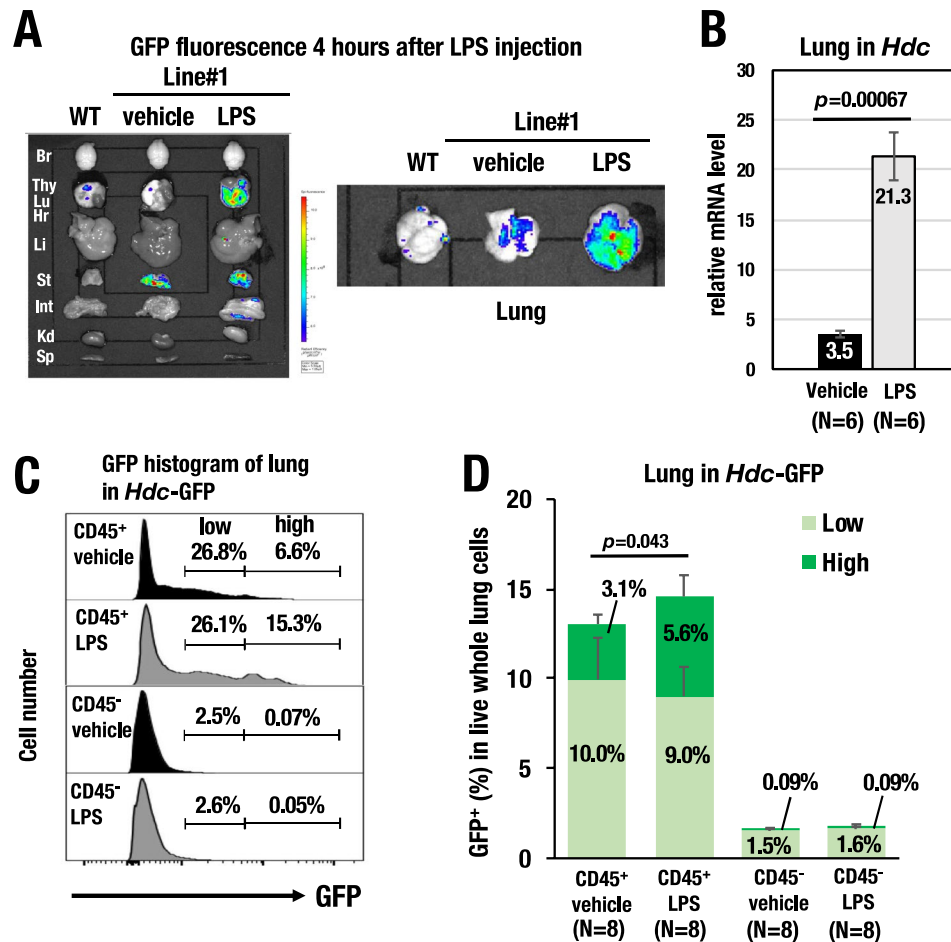 A
GFP fluorescence 4 hours after LPS injection
Line#1
WT vehicle LPS
Br
Thy
Lu
Hr
Li
St
Int
Kd
Sp
Line#1
WT vehicle LPS
Lung
B
Lung in Hdc
p=0.00067
relative mRNA level
30
25
20
15
10
5
0
3.5
21.3
Vehicle LPS
(N=6) (N=6)
C
GFP histogram of lung
in Hdc-GFP
CD45+
vehicle
low high
26.8% 6.6%
CD45+
LPS
26.1% 15.3%
CD45-
vehicle
2.5% 0.07%
CD45-
LPS
2.6% 0.05%
Cell number
GFP
D
Lung in Hdc-GFP
Low
High
p=0.043
GFP+ (%) in live whole lung cells
20
15
10
5
0
3.1%
5.6%
10.0%
9.0%
0.09% 0.09%
1.5% 1.6%
CD45+ CD45+ CD45- CD45-
vehicle LPS vehicle LPS
(N=8) (N=8) (N=8) (N=8)